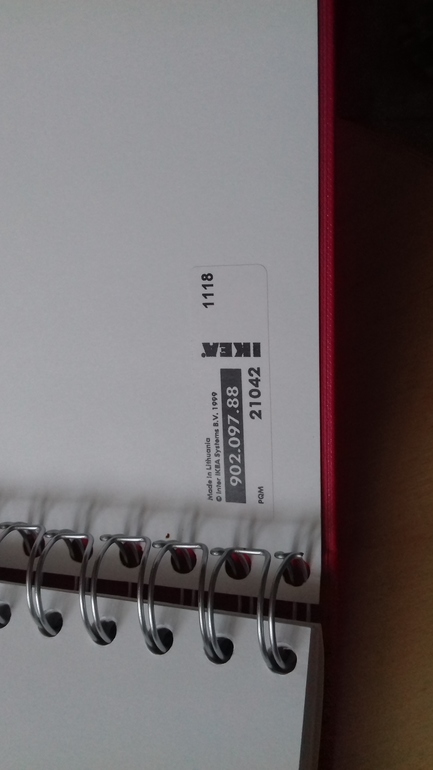 Made in Lithuania
© Inter IKEA Systems B.V. 1999
902.097.88
21042
PQM
IKEA
1118